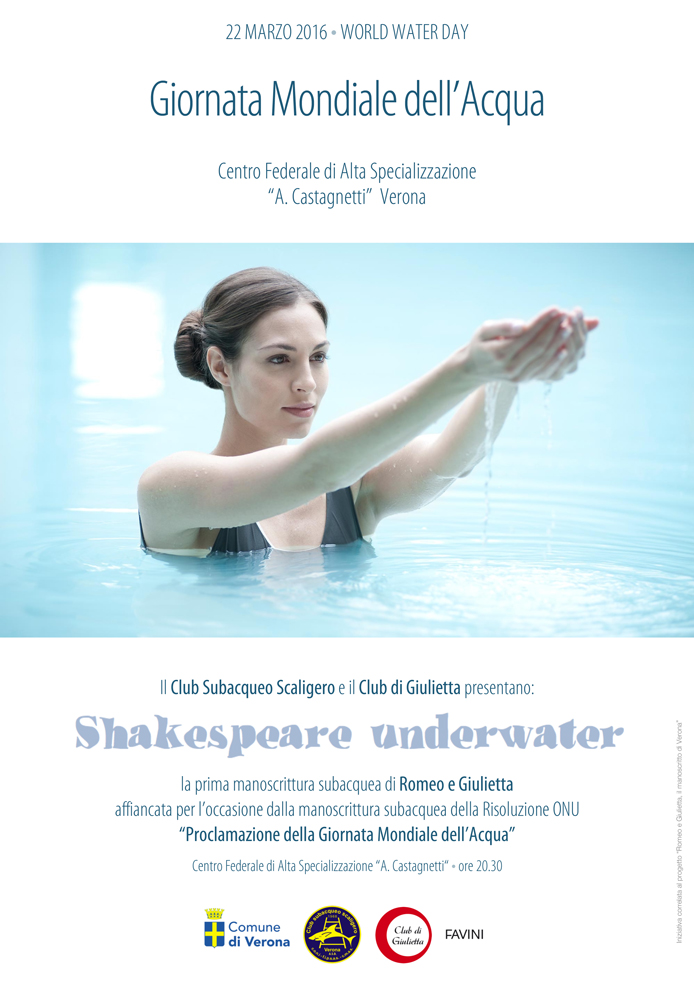 22 MARZO 2016 • WORLD WATER DAY
Giornata Mondiale dell’Acqua
Centro Federale di Alta Specializzazione
“A. Castagnetti” Verona
Il Club Subacqueo Scaligero e il Club di Giulietta presentano:
Shakespeare underwater
la prima manoscrittura subacquea di Romeo e Giulietta
affiancata per l’occasione dalla manoscrittura subacquea della Risoluzione ONU
“Proclamazione della Giornata Mondiale dell’Acqua”
Centro Federale di Alta Specializzazione “A. Castagnetti“ • ore 20.30
Comune
di Verona
Club subacqueo scaligero
Verona
Club di
Giulietta
FAVINI
Iniziativa correlata al progetto “Romeo e Giulietta, il manoscritto di Verona”